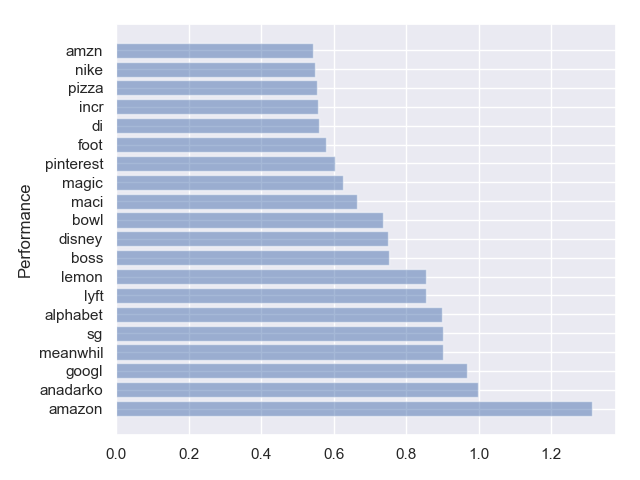 amzn
nike
pizza
incr
di
foot
pinterest
magic
maci
bowl
disney
boss
lemon
lyft
alphabet
sg
meanwhil
googl
anadarko
amazon
Performance
0.0 0.2 0.4 0.6 0.8 1.0 1.2